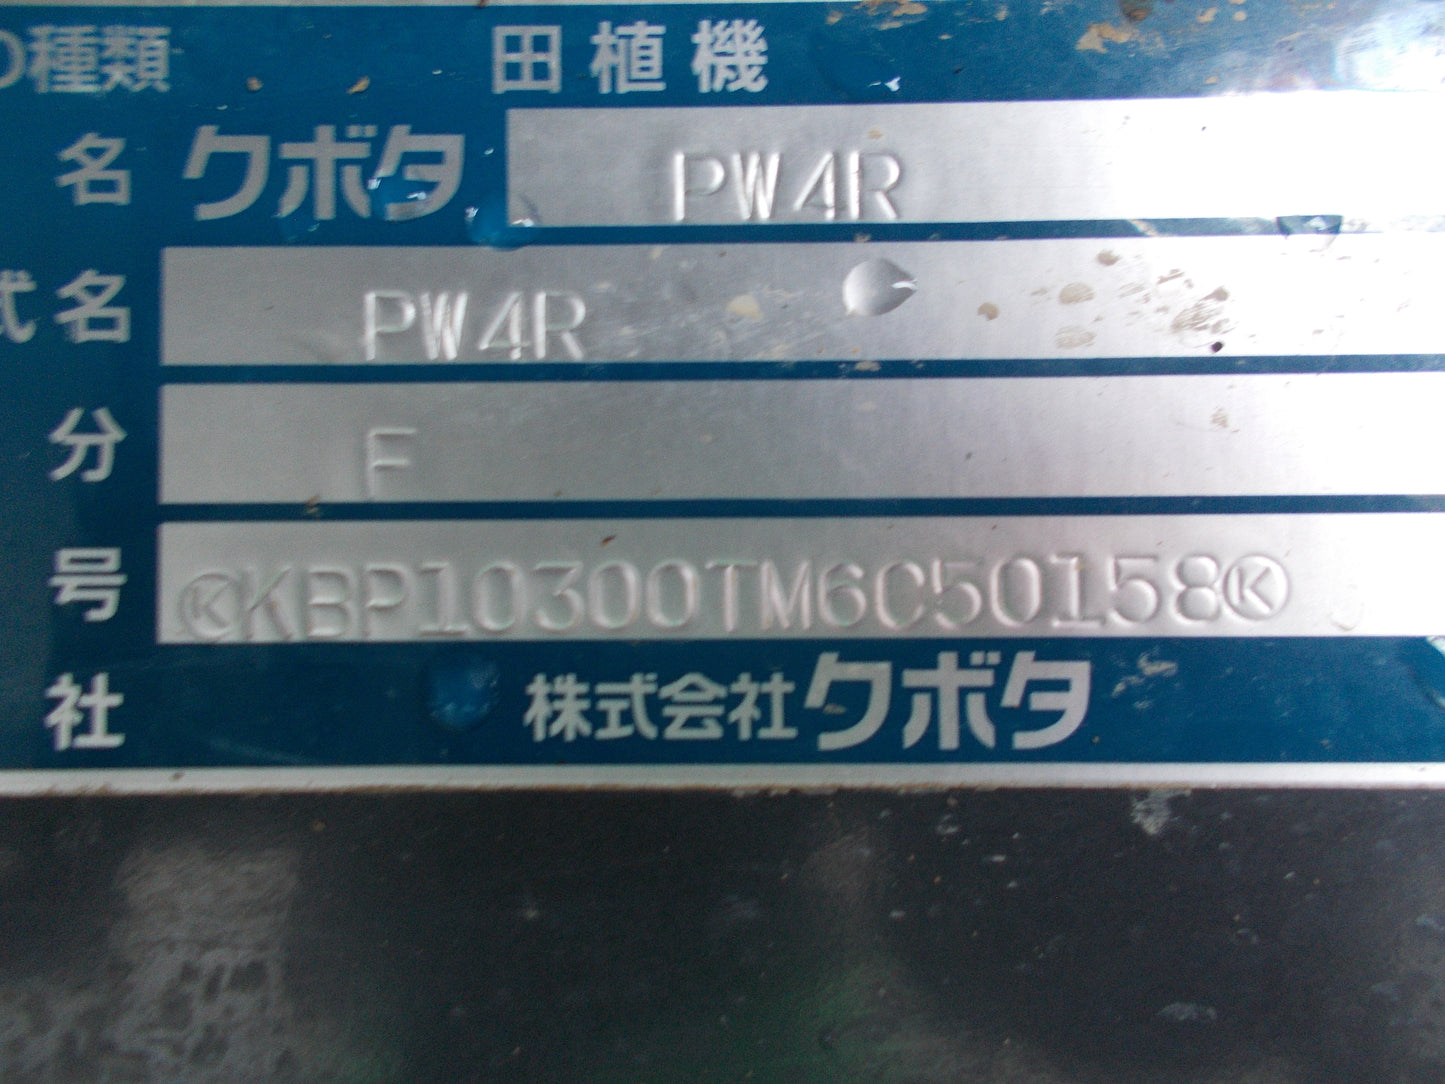 の種類 田植機
名 クボタ PW4R
式名 PW4R
分 F
号 ⓀKBP10300TM6C50158Ⓚ
社 株式会社クボタ